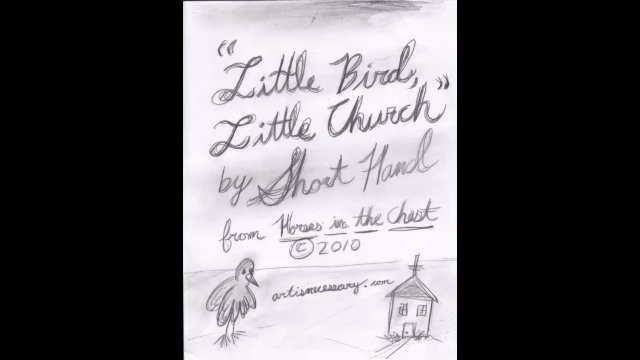 "Little Bird,
Little Church"
by Short Hand
from Horses in the Chest
© 2010
artisnecessary.com